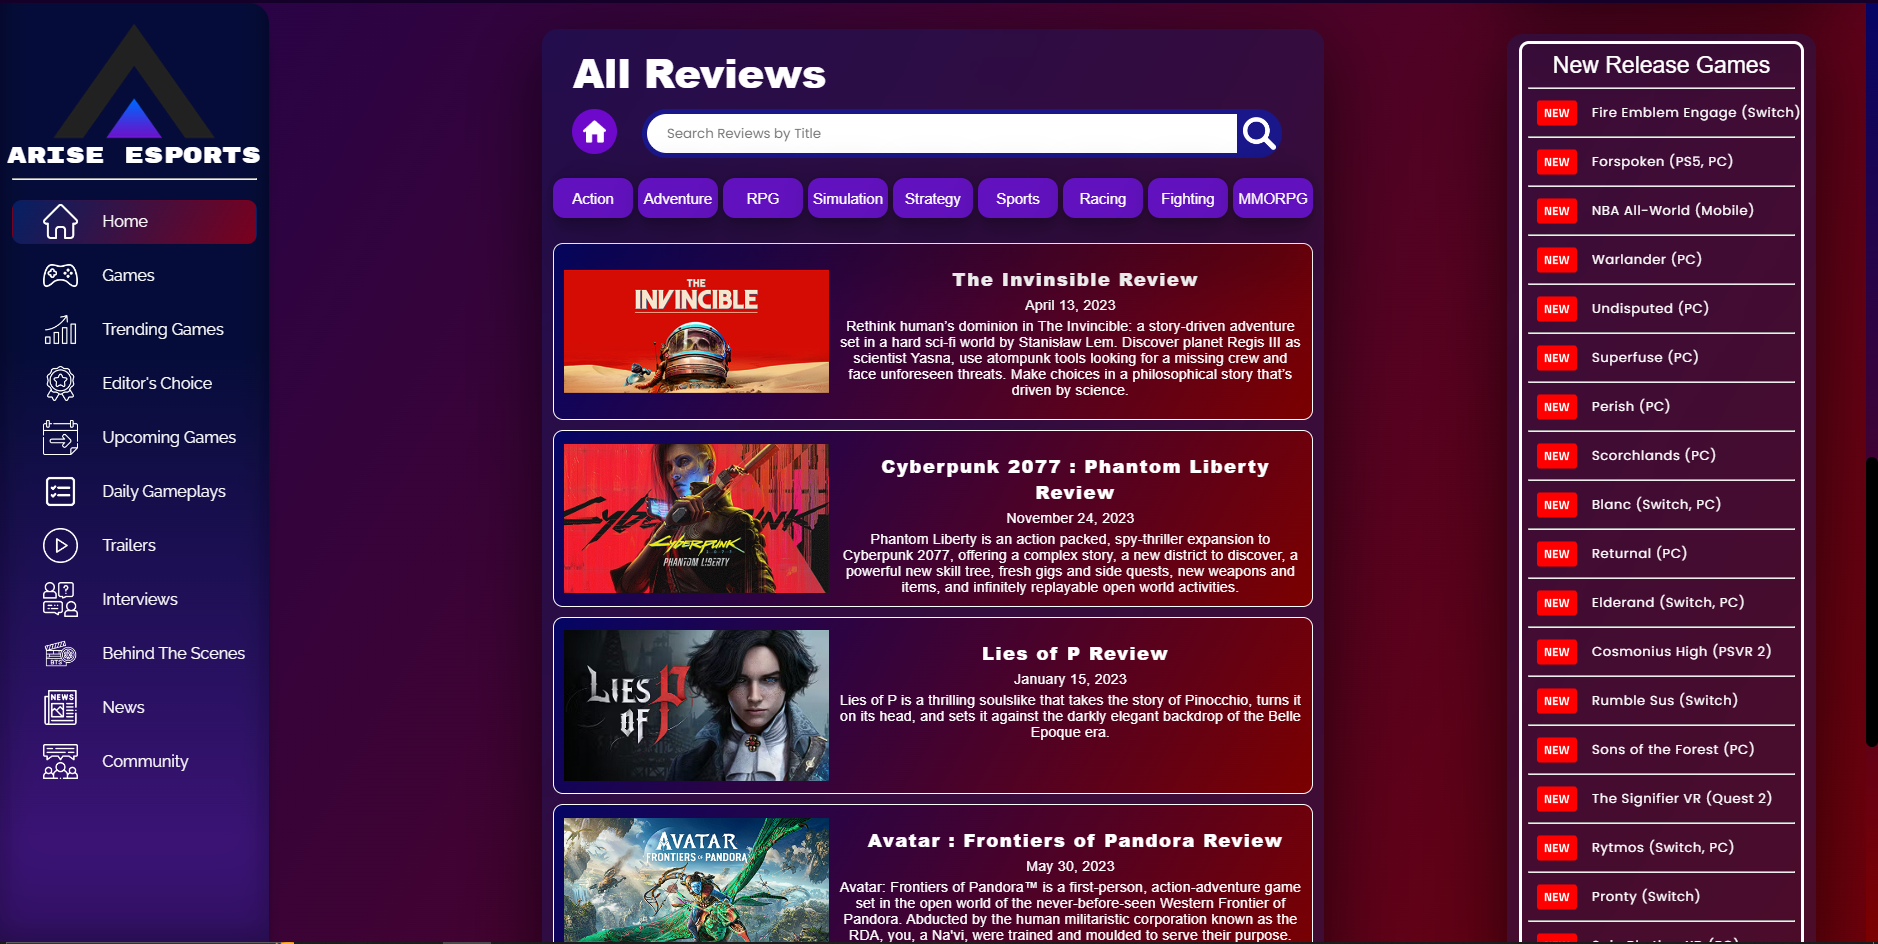 ARISE ESPORTS
Home
Games
Trending Games
Editor's Choice
Upcoming Games
Daily Gameplays
Trailers
Interviews
BTS
Behind The Scenes
NEWS
News
Community
All Reviews
Search Reviews by Title
Action
Adventure
RPG
Simulation
Strategy
Sports
Racing
Fighting
MMORPG
THE
INVINCIBLE
The Invinsible Review
April 13, 2023
Rethink human's dominion in The Invincible: a story-driven adventure
set in a hard sci-fi world by Stanisław Lem. Discover planet Regis III as
scientist Yasna, use atompunk tools looking for a missing crew and
face unforeseen threats. Make choices in a philosophical story that's
driven by science.
CYBERPUNK
CYBERPUNK
2077
PHANTOM LIBERTY
Cyberpunk 2077 : Phantom Liberty
Review
November 24, 2023
Phantom Liberty is an action packed, spy-thriller expansion to
Cyberpunk 2077, offering a complex story, a new district to discover, a
powerful new skill tree, fresh gigs and side quests, new weapons and
items, and infinitely replayable open world activities.
LIES
OF P
Lies of P Review
January 15, 2023
Lies of P is a thrilling soulslike that takes the story of Pinocchio, turns it
on its head, and sets it against the darkly elegant backdrop of the Belle
Epoque era.
AVATAR
FRONTIERS OF PANDORA
Avatar : Frontiers of Pandora Review
May 30, 2023
Avatar: Frontiers of Pandora™ is a first-person, action-adventure game
set in the open world of the never-before-seen Western Frontier of
Pandora. Abducted by the human militaristic corporation known as the
RDA, you, a Na'vi, were trained and moulded to serve their purpose.
New Release Games
NEW Fire Emblem Engage (Switch)
NEW Forspoken (PS5, PC)
NEW NBA All-World (Mobile)
NEW Warlander (PC)
NEW Undisputed (PC)
NEW Superfuse (PC)
NEW Perish (PC)
NEW Scorchlands (PC)
NEW Blanc (Switch, PC)
NEW Returnal (PC)
NEW Elderand (Switch, PC)
NEW Cosmonius High (PSVR 2)
NEW Rumble Sus (Switch)
NEW Sons of the Forest (PC)
NEW The Signifier VR (Quest 2)
NEW Rytmos (Switch, PC)
NEW Pronty (Switch)